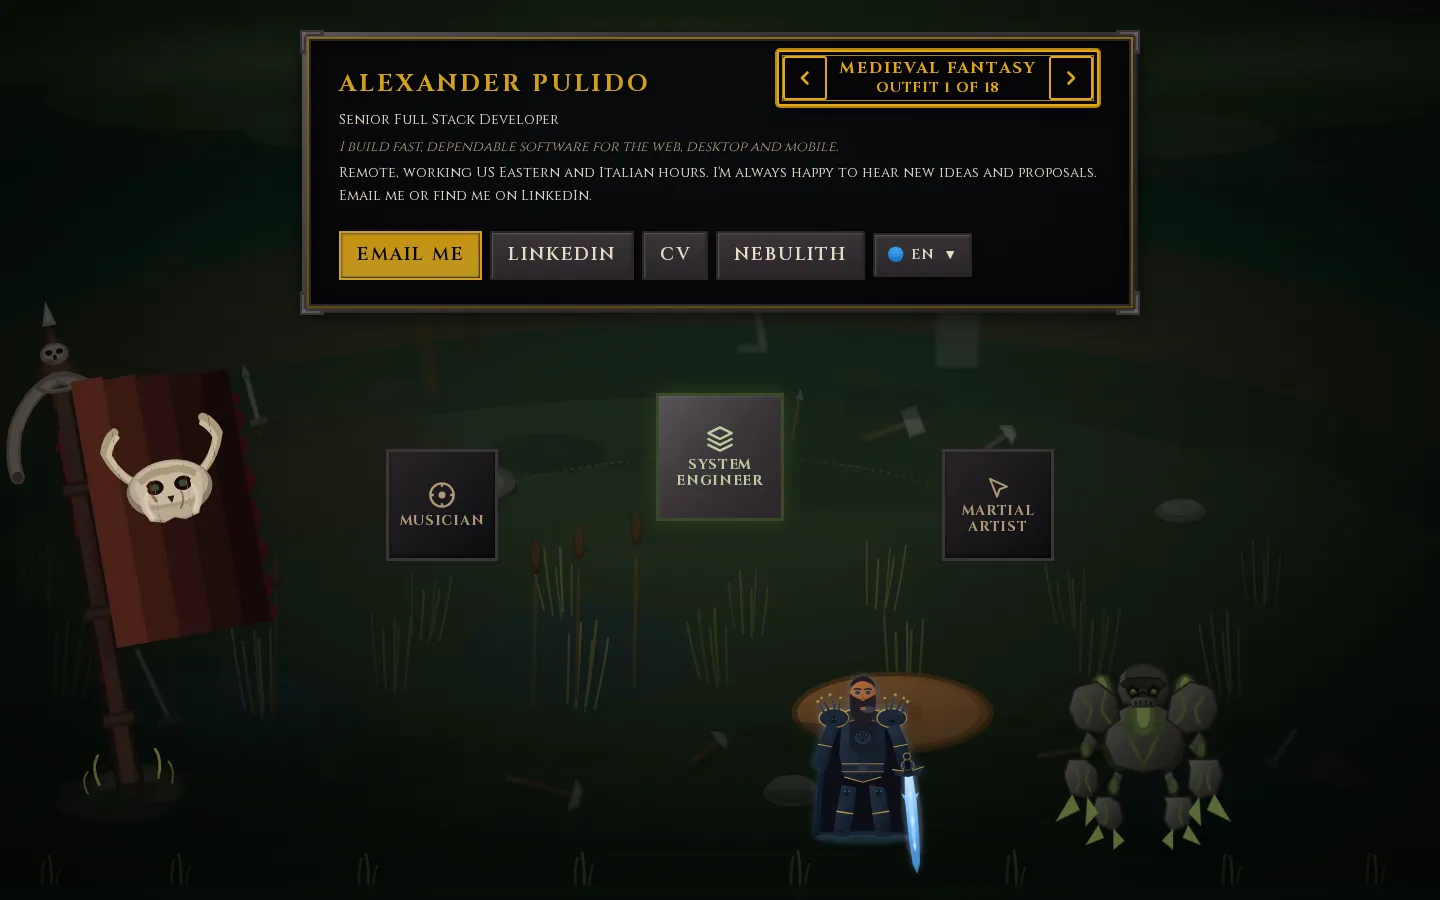 ALEXANDER PULIDO
MEDIEVAL FANTASY
OUTFIT 1 OF 18
SENIOR FULL STACK DEVELOPER
I BUILD FAST, DEPENDABLE SOFTWARE FOR THE WEB, DESKTOP AND MOBILE.
REMOTE, WORKING US EASTERN AND ITALIAN HOURS. I'M ALWAYS HAPPY TO HEAR NEW IDEAS AND PROPOSALS.
EMAIL ME OR FIND ME ON LINKEDIN.
EMAIL ME
LINKEDIN
CV
NEBULITH
EN
SYSTEM
ENGINEER
MUSICIAN
MARTIAL
ARTIST